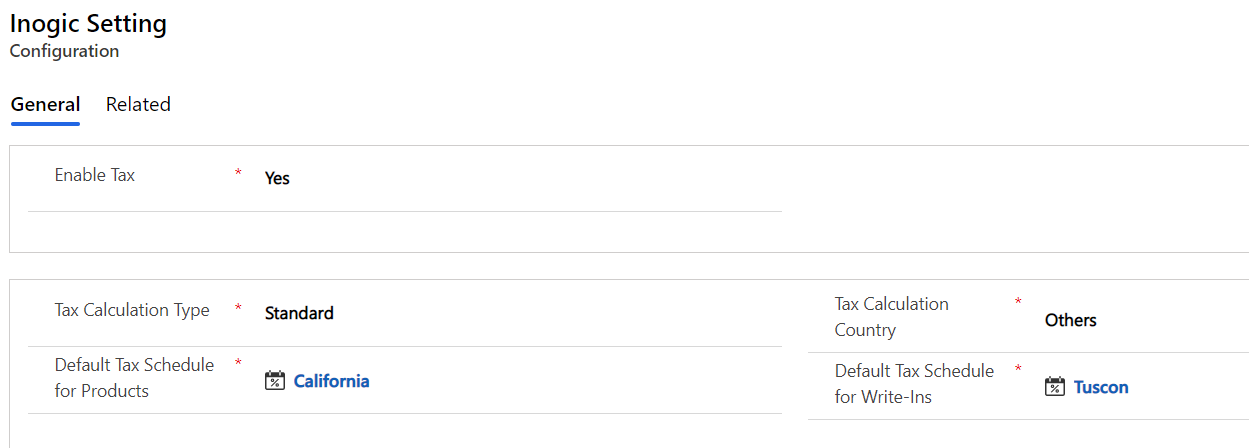 Inogic Setting
Configuration
General Related
Enable Tax * Yes
Tax Calculation Type * Standard
Tax Calculation
Country * Others
Default Tax Schedule
for Products * California
Default Tax Schedule
for Write-Ins * Tuscon